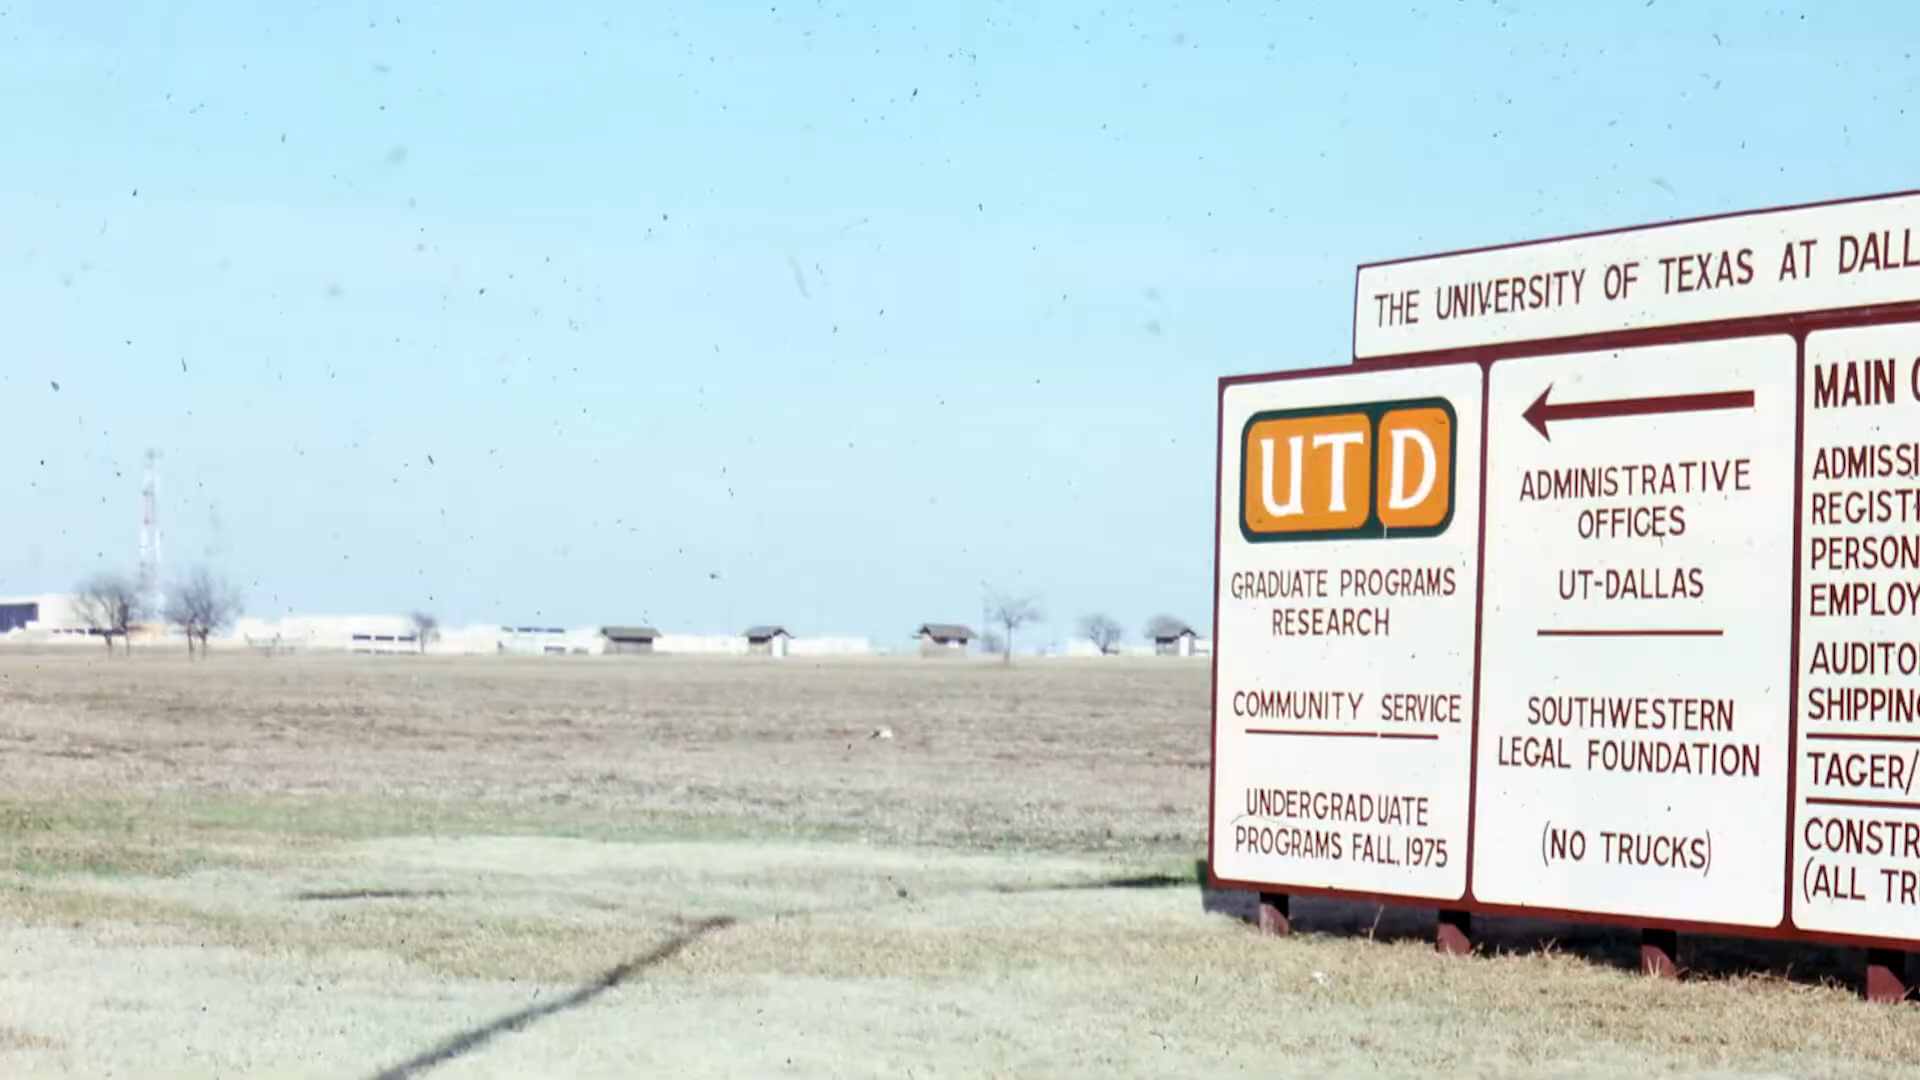 THE UNIVERSITY OF TEXAS AT DALL
UTD
GRADUATE PROGRAMS
RESEARCH
COMMUNITY SERVICE
UNDERGRADUATE
PROGRAMS FALL, 1975
ADMINISTRATIVE
OFFICES
UT-DALLAS
SOUTHWESTERN
LEGAL FOUNDATION
(NO TRUCKS)
MAIN
ADMISSI
REGIST
PERSON
EMPLOY
AUDITO
SHIPPING
TAGER/
CONSTR
(ALL TR